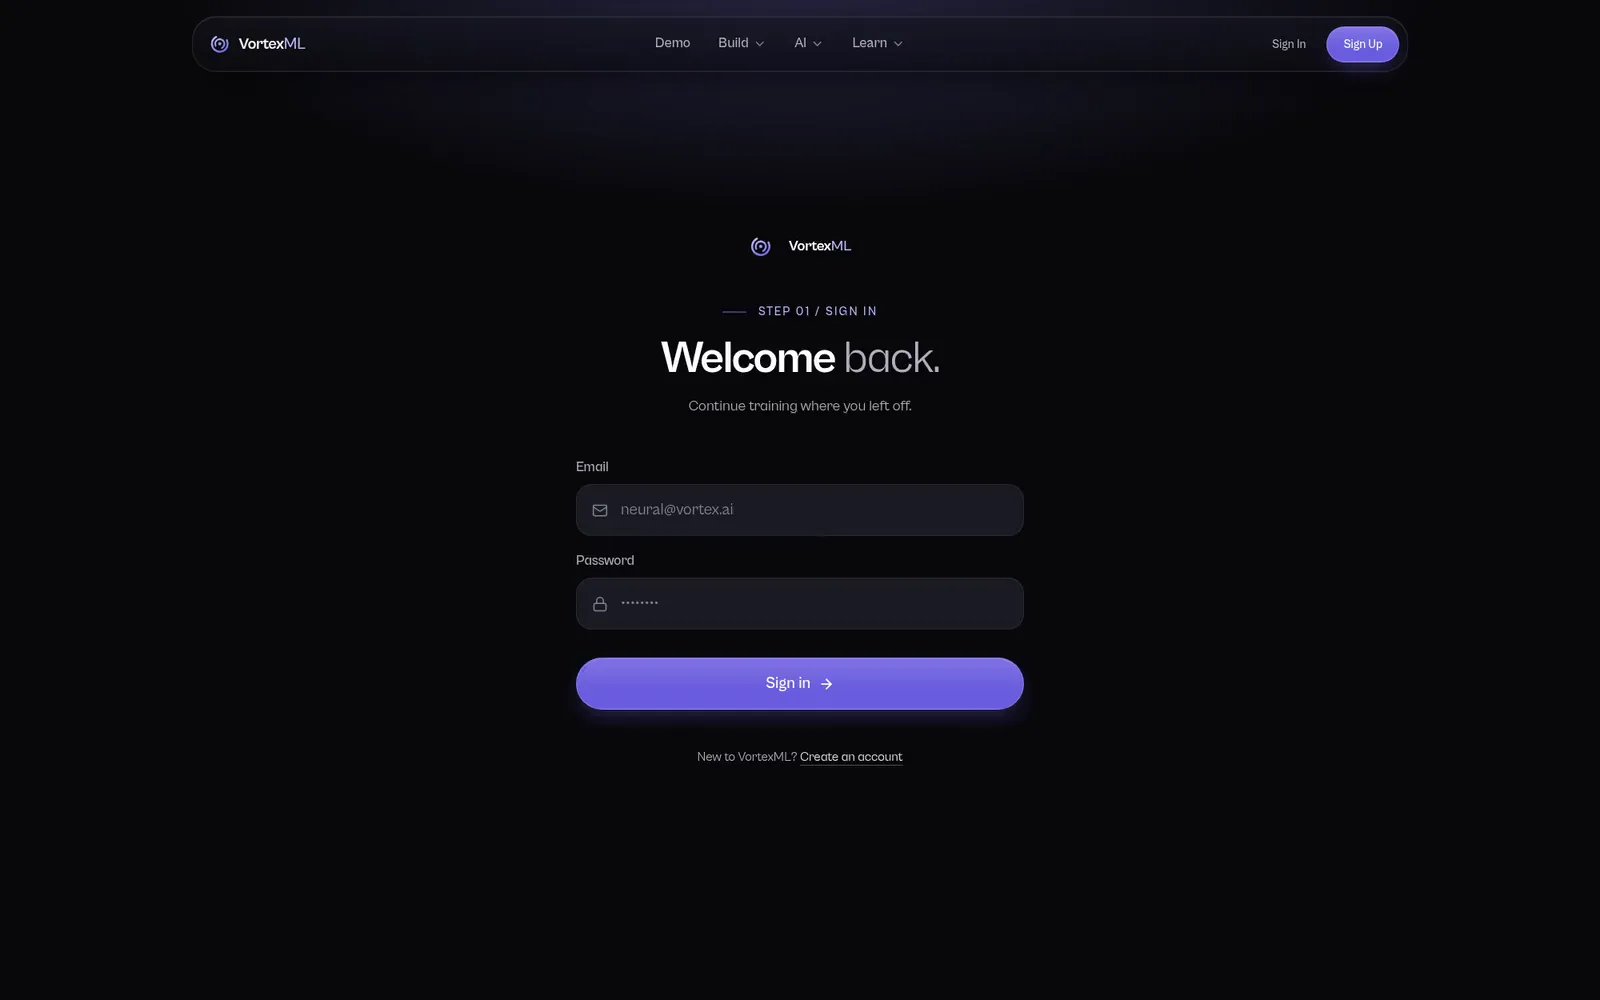 VortexML
Demo Build AI Learn
Sign In Sign Up
VortexML
STEP 01 / SIGN IN
Welcome back.
Continue training where you left off.
Email
neural@vortex.ai
Password
••••••••
Sign in →
New to VortexML? Create an account